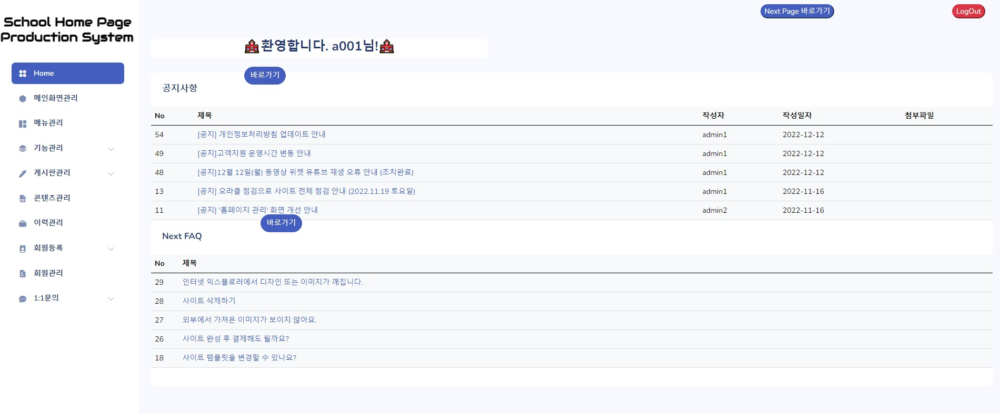 School Home Page
Production System
Next Page 바로가기
LogOut
환영합니다. a001님!
Home
메인화면관리
메뉴관리
기능관리
게시판관리
콘텐츠관리
이력관리
회원등록
회원관리
1:1문의
바로가기
공지사항
No 제목 작성자 작성일자 첨부파일
54 [공지] 개인정보처리방침 업데이트 안내 admin1 2022-12-12
49 [공지]고객지원 운영시간 변동 안내 admin1 2022-12-12
48 [공지]12월 12일(월) 동영상 위젯 유튜브 재생 오류 안내 (조치완료) admin1 2022-12-12
13 [공지] 오라클 점검으로 사이트 전체 점검 안내 (2022.11.19 토요일) admin1 2022-11-16
11 [공지] '홈페이지 관리' 화면 개선 안내 admin2 2022-11-16
바로가기
Next FAQ
No 제목
29 인터넷 익스플로러에서 디자인 또는 이미지가 깨집니다.
28 사이트 삭제하기
27 외부에서 가져온 이미지가 보이지 않아요.
26 사이트 완성 후 결제해도 될까요?
18 사이트 템플릿을 변경할 수 있나요?